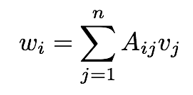 $w_i = \sum_{j=1}^{n} A_{ij} v_j$